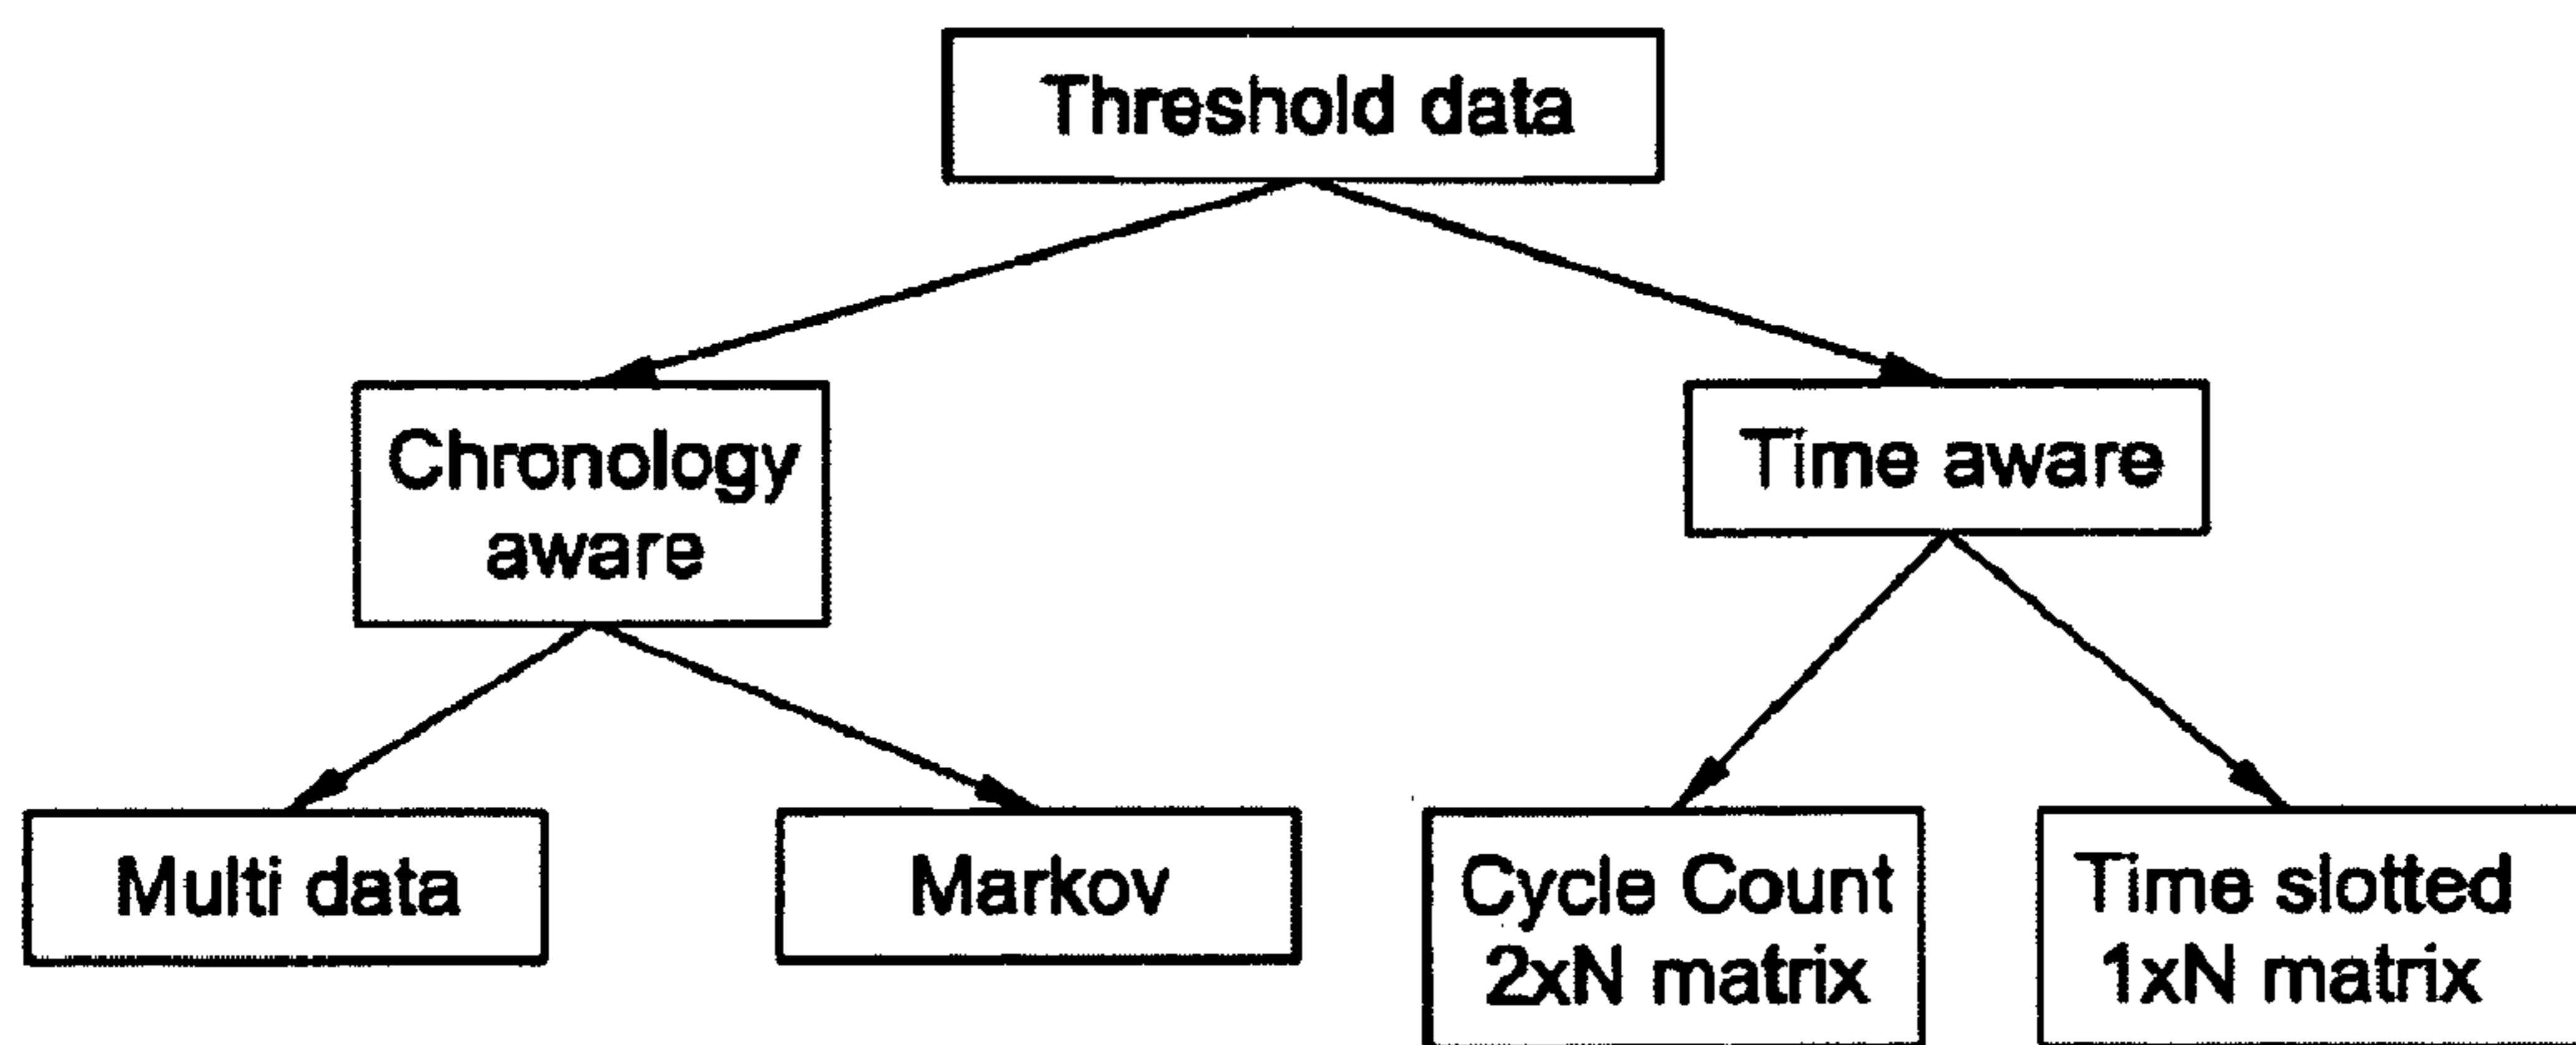 Threshold data
Chronology
aware
Time aware
Multi data
Markov
Cycle Count
2xN matrix
Time slotted
1xN matrix